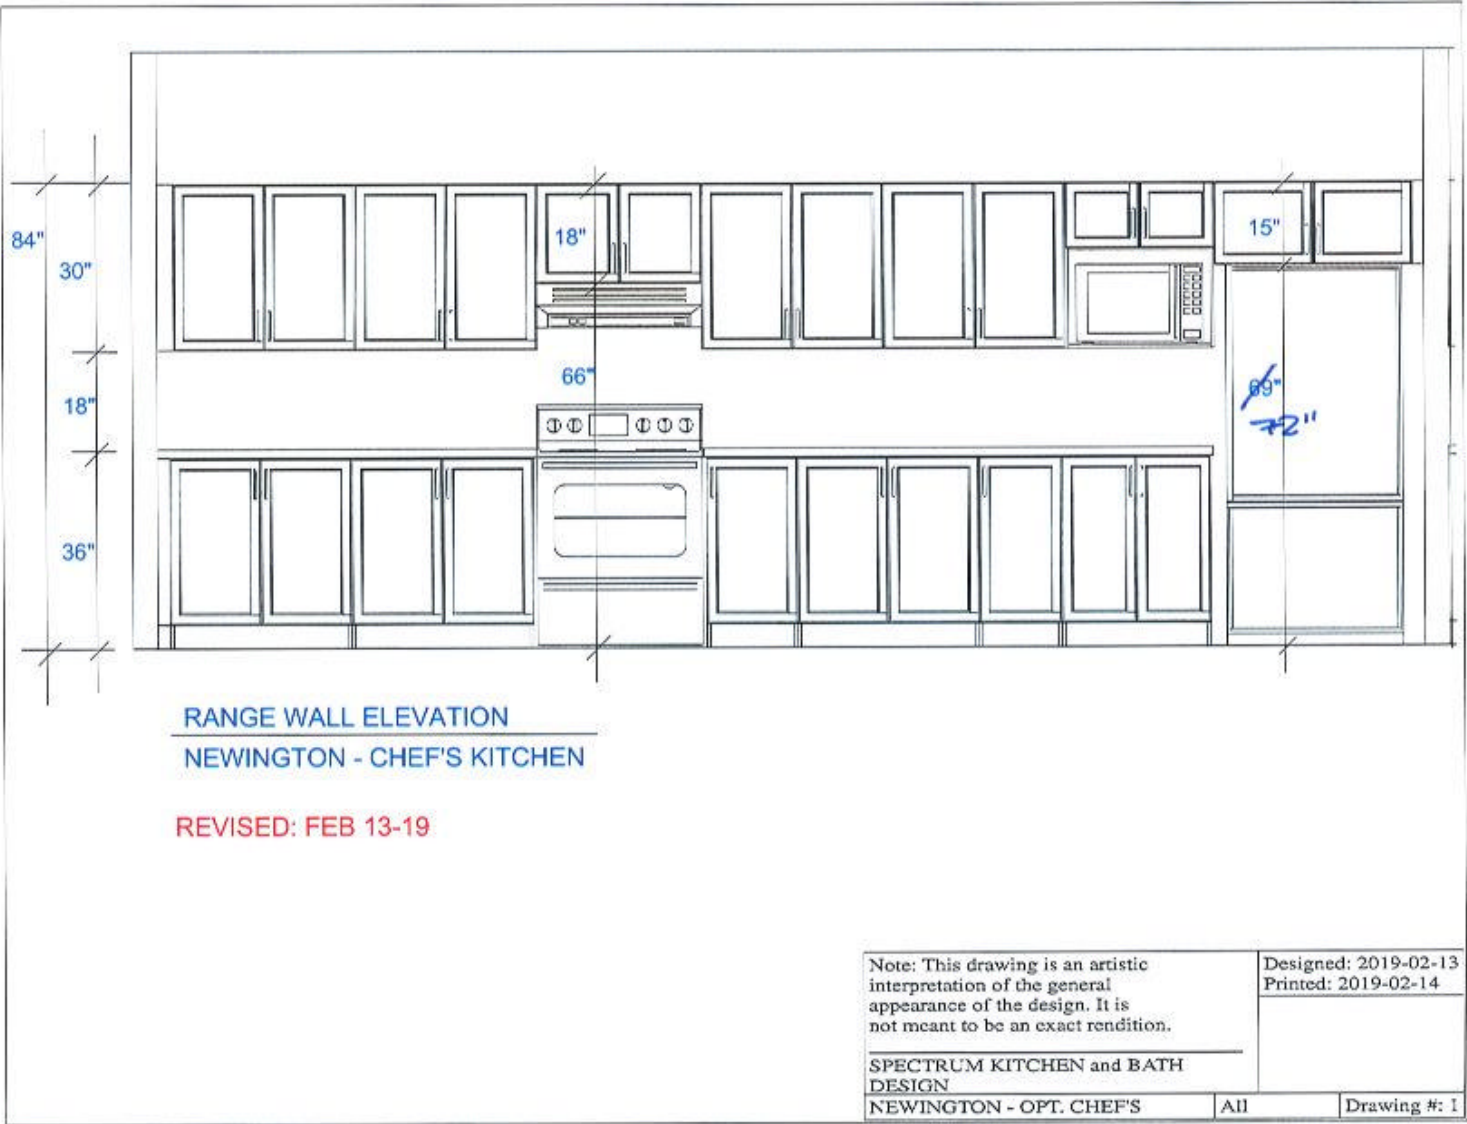 84"
30"
18"
15"
66"
18"
69"
72"
36"
RANGE WALL ELEVATION
NEWINGTON - CHEF'S KITCHEN
REVISED: FEB 13-19
Note: This drawing is an artistic
interpretation of the general
appearance of the design. It is
not meant to be an exact rendition.
Designed: 2019-02-13
Printed: 2019-02-14
SPECTRUM KITCHEN and BATH
DESIGN
NEWINGTON - OPT. CHEF'S
All
Drawing #: 1